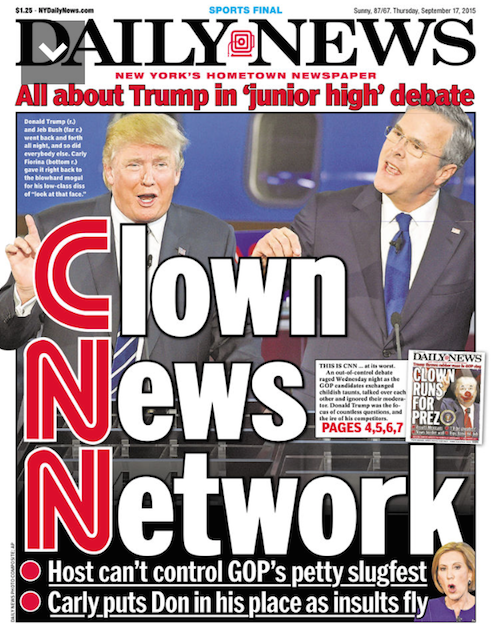 $1.25 - NYDailyNews.com
SPORTS FINAL
Sunny, 87/67. Thursday, September 17, 2015
DAILY NEWS
NEW YORK'S HOMETOWN NEWSPAPER
All about Trump in ‘junior high’ debate
Donald Trump (r.)
and Jeb Bush (far r.)
went back and forth
all night, and so did
everybody else. Carly
Fiorina (bottom r.)
gave it right back to
the blowhard mogul
for his low-class diss
of “look at that face.”
Clown
News
Network
THIS IS CNN ... at its worst.
An out-of-control debate
raged Wednesday night as the
GOP candidates exchanged
childish taunts, talked over each
other and ignored their modera-
tor. Donald Trump was the fo-
cus of countless questions, and
the ire of his competitors.
PAGES 4,5,6,7
DAILY NEWS
CLOWN
RUNS
FOR
PREZ
Host can’t control GOP’s petty slugfest
Carly puts Don in his place as insults fly
DAILY NEWS PHOTO COMPOSITE; AP